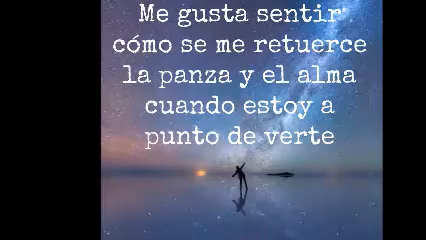 Me gusta sentir
cómo se me retuerce
la panza y el alma
cuando estoy a
punto de verte